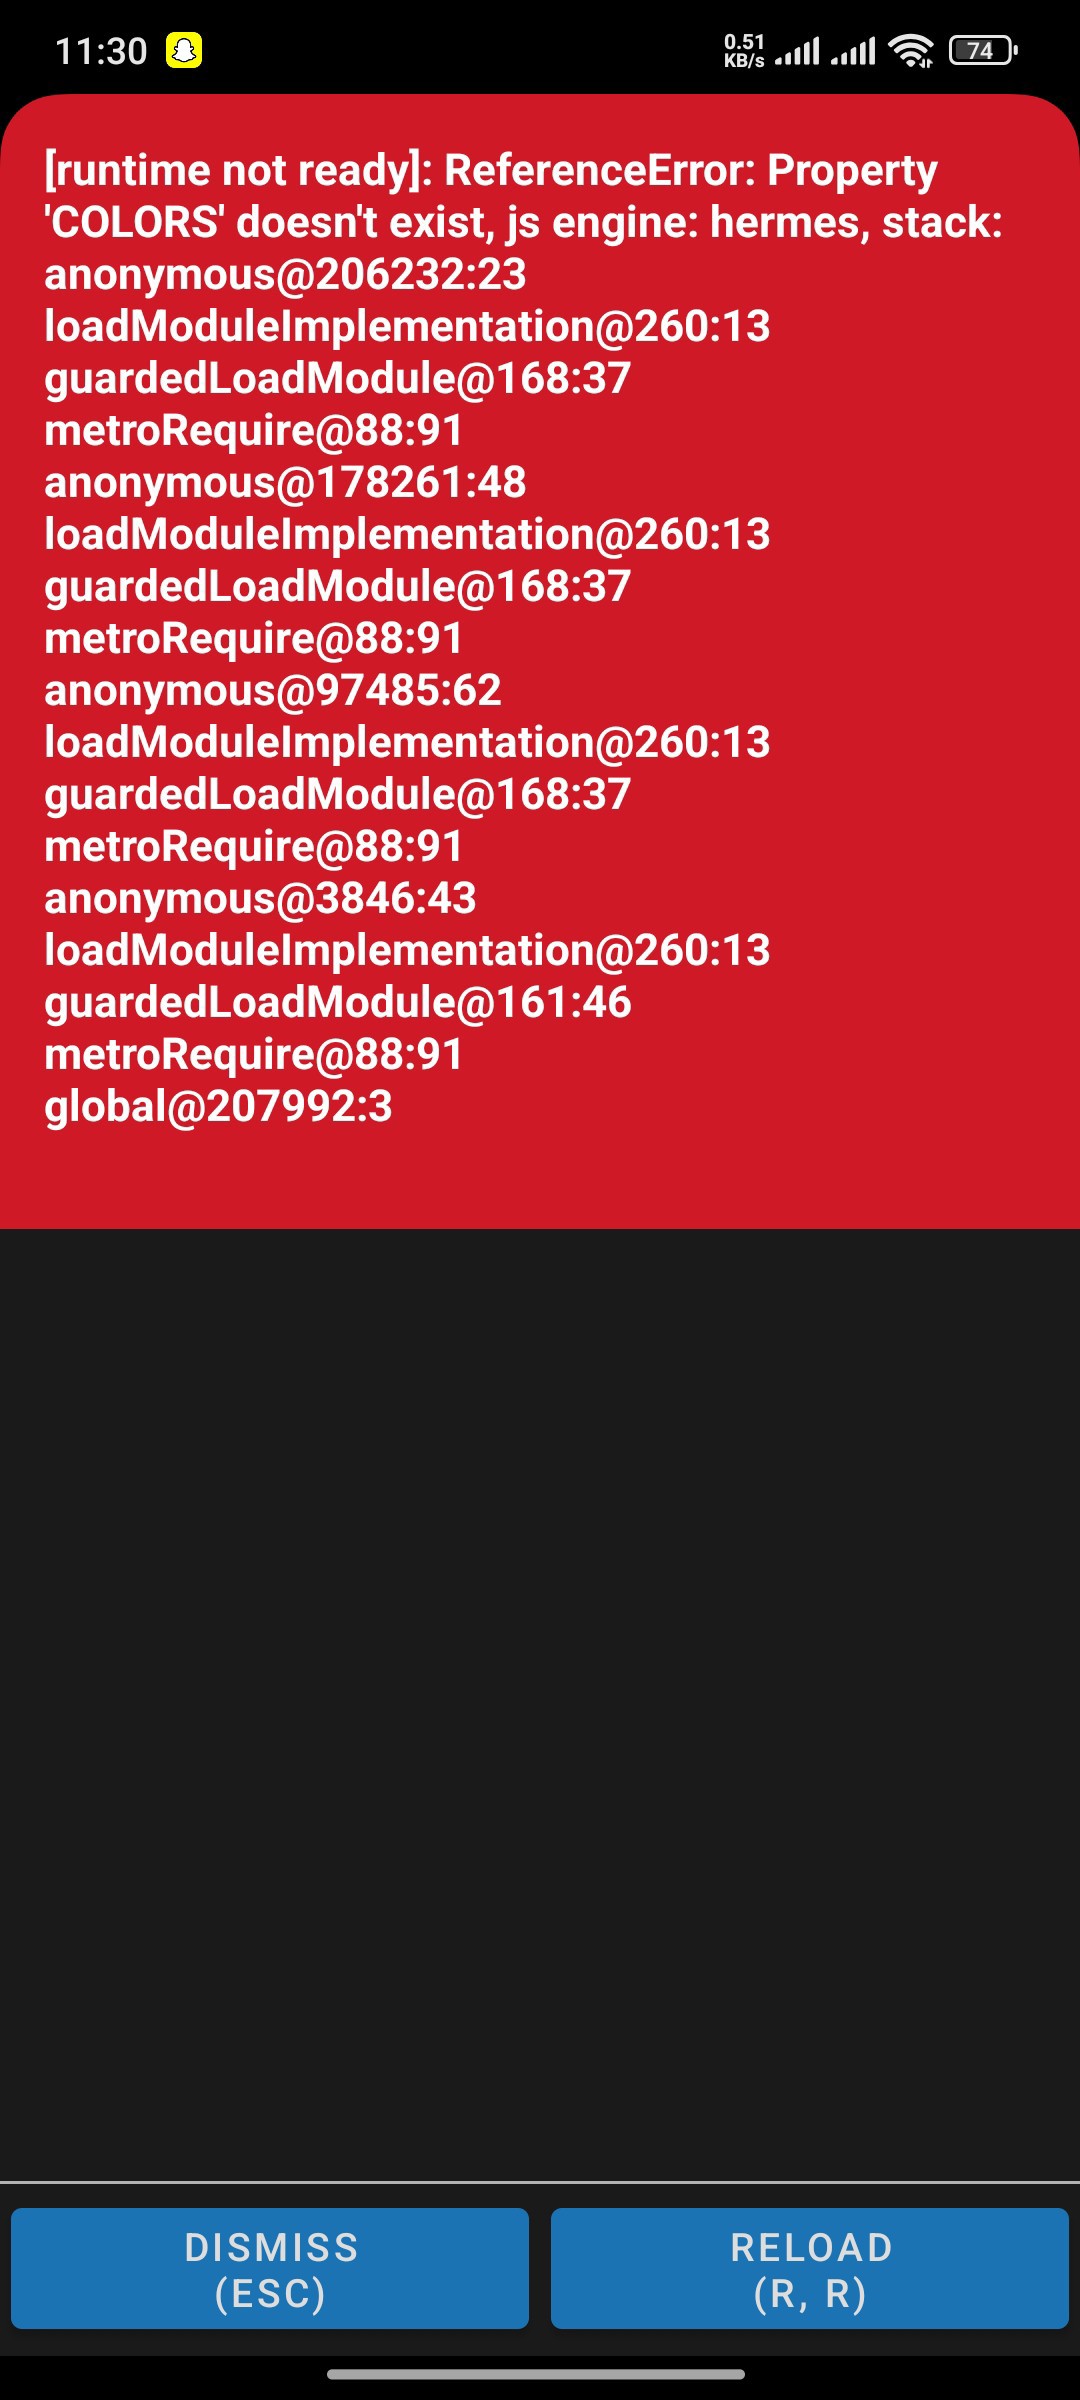 11:30
0.51
KB/s
74
[runtime not ready]: ReferenceError: Property
'COLORS' doesn't exist, js engine: hermes, stack:
anonymous@206232:23
loadModuleImplementation@260:13
guardedLoadModule@168:37
metroRequire@88:91
anonymous@178261:48
loadModuleImplementation@260:13
guardedLoadModule@168:37
metroRequire@88:91
anonymous@97485:62
loadModuleImplementation@260:13
guardedLoadModule@168:37
metroRequire@88:91
anonymous@3846:43
loadModuleImplementation@260:13
guardedLoadModule@161:46
metroRequire@88:91
global@207992:3
DISMISS
(ESC)
RELOAD
(R, R)